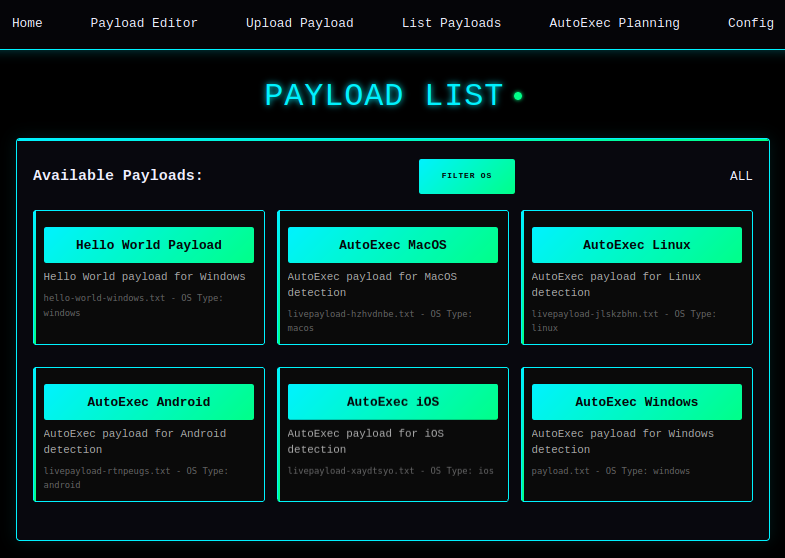 Home Payload Editor Upload Payload List Payloads AutoExec Planning Config
PAYLOAD LIST
Available Payloads: FILTER OS ALL
Hello World Payload AutoExec MacOS AutoExec Linux
Hello World payload for Windows AutoExec payload for MacOS AutoExec payload for Linux
detection detection
hello-world-windows.txt - OS Type: livepayload-hzhvdnbe.txt - OS Type: livepayload-jlskzbhn.txt - OS Type:
windows macos linux
AutoExec Android AutoExec iOS AutoExec Windows
AutoExec payload for Android AutoExec payload for iOS AutoExec payload for Windows
detection detection detection
livepayload-rtnpeugs.txt - OS Type: livepayload-xaydtsyo.txt - OS Type: ios payload.txt - OS Type: windows
android